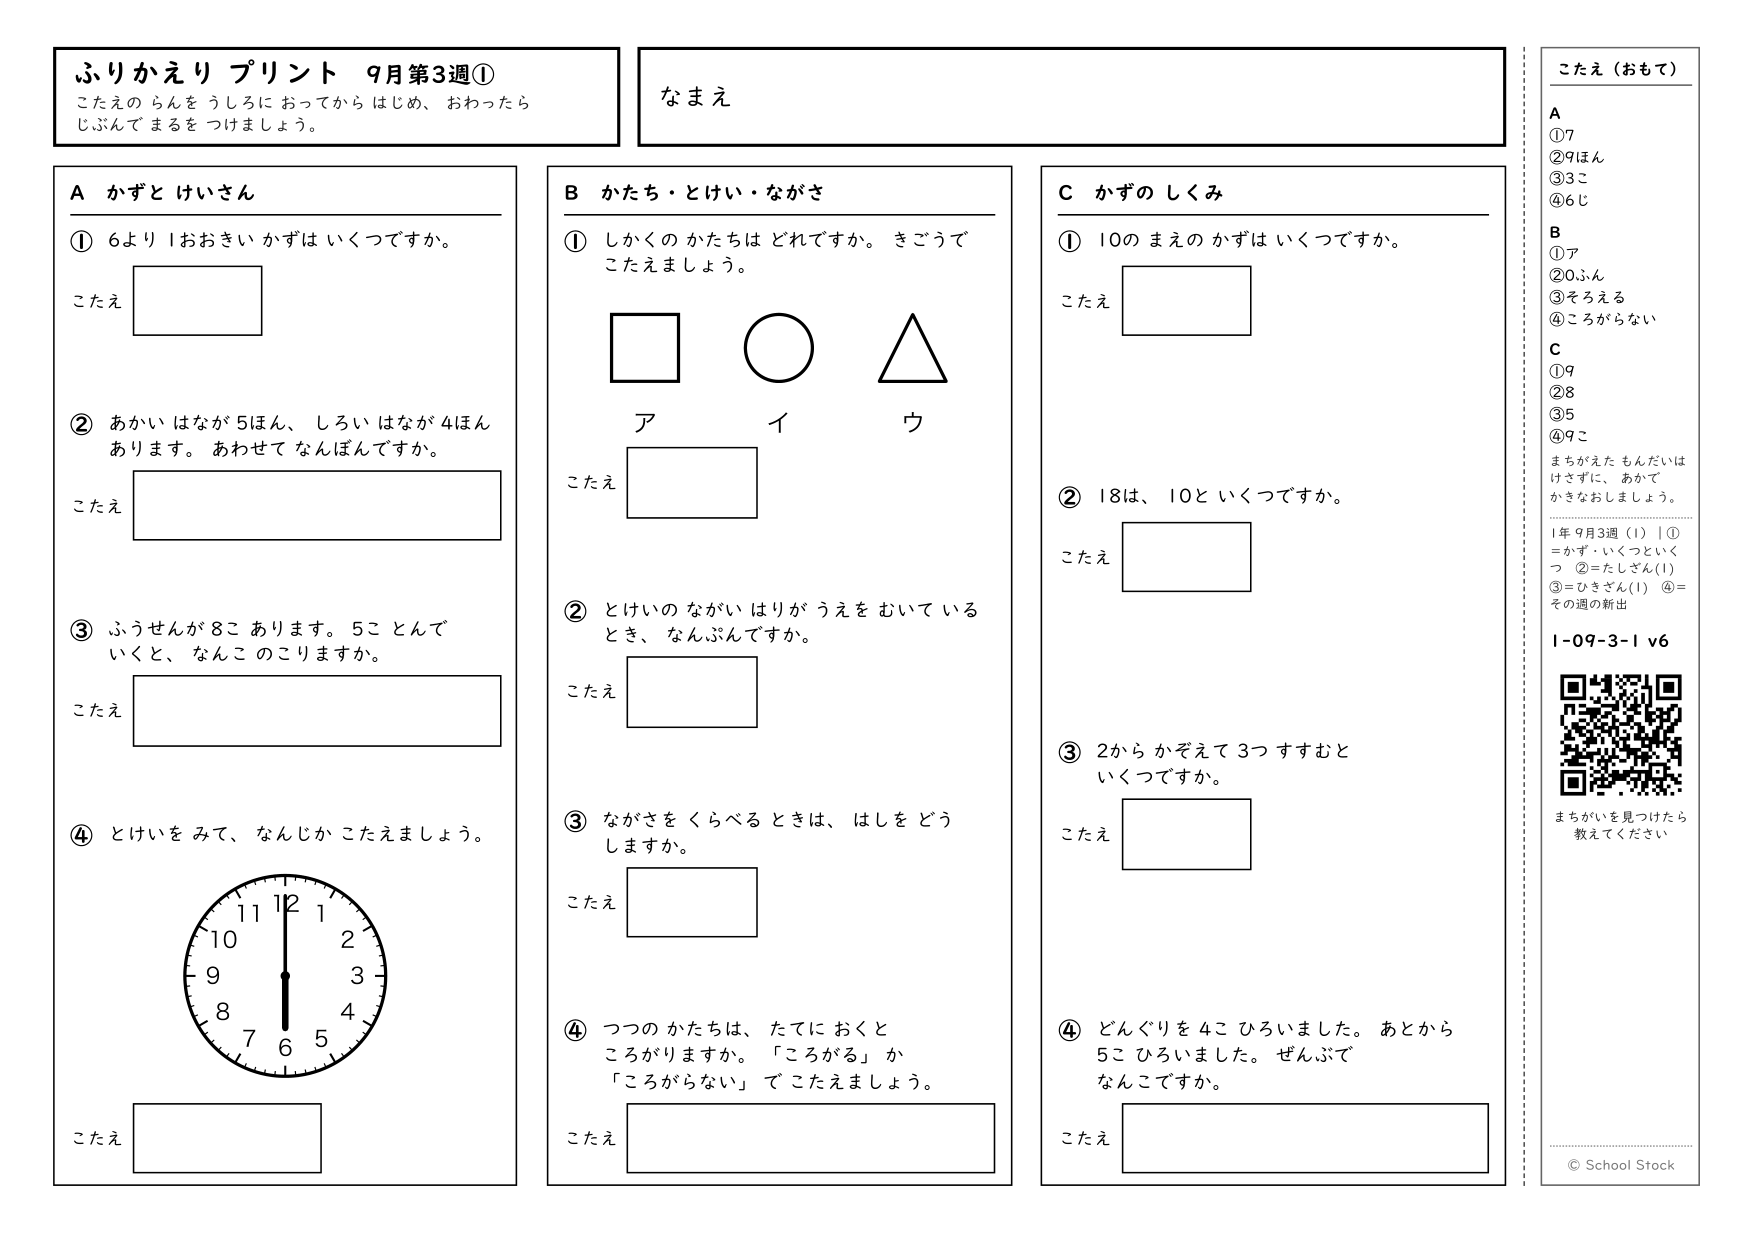 ふりかえり プリント 9月第3週①
こたえの らんを うしろに おってから はじめ、 おわったら
じぶんで まるを つけましょう。
なまえ
A かずと けいさん
① 6より 1おおきい かずは いくつですか。
こたえ
② あかい はなが 5ほん、 しろい はなが 4ほん
あります。 あわせて なんぼんですか。
こたえ
③ ふうせんが 8こ あります。 5こ とんで
いくと、 なんこ のこりますか。
こたえ
④ とけいを みて、 なんじか こたえましょう。
12
1
2
3
4
5
6
7
8
9
10
11
こたえ
B かたち・とけい・ながさ
① しかくの かたちは どれですか。 きごうで
こたえましょう。
ア イ ウ
こたえ
② とけいの ながい はりが うえを むいて いる
とき、 なんぷんですか。
こたえ
③ ながさを くらべる ときは、 はしを どう
しますか。
こたえ
④ つつの かたちは、 たてに おくと
ころがりますか。 「ころがる」 か
「ころがらない」 で こたえましょう。
こたえ
C かずの しくみ
① 10の まえの かずは いくつですか。
こたえ
② 18は、 10と いくつですか。
こたえ
③ 2から かぞえて 3つ すすむと
いくつですか。
こたえ
④ どんぐりを 4こ ひろいました。 あとから
5こ ひろいました。 ぜんぶで
なんこですか。
こたえ
こたえ（おもて）
A
①7
②9ほん
③3こ
④6じ
B
①ア
②0ふん
③そろえる
④ころがらない
C
①9
②8
③5
④9こ
まちがえた もんだいは
けさずに、 あかで
かきなおしましょう。
1年 9月3週（1）｜①
＝かず・いくつといく
つ ②＝たしざん(1)
③＝ひきざん(1) ④＝
その週の新出
1-09-3-1 v6
まちがいを見つけたら
教えてください
© School Stock